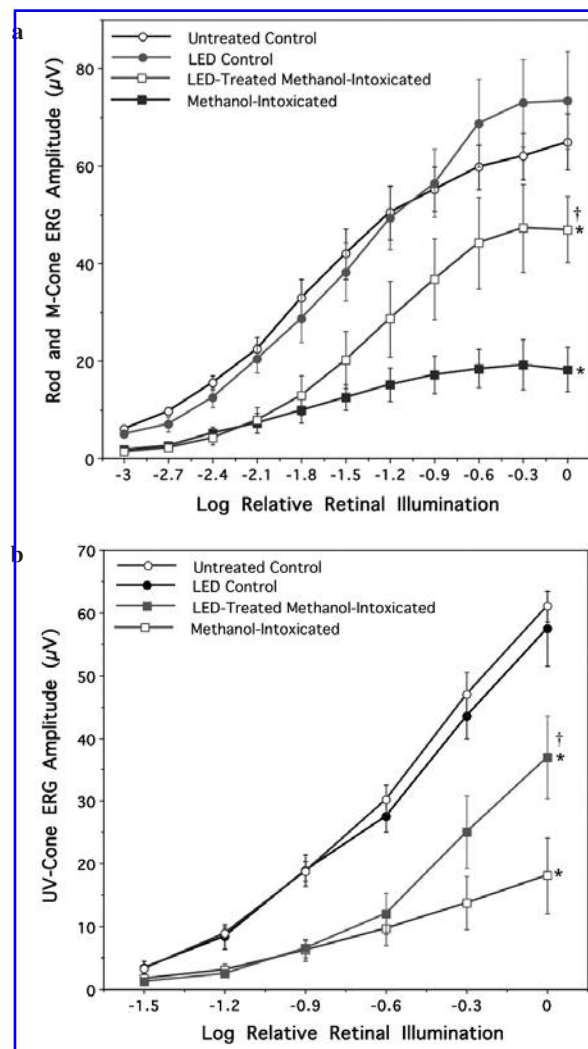 a
Untreated Control
LED Control
LED-Treated Methanol-Intoxicated
Methanol-Intoxicated
Rod and M-Cone ERG Amplitude (µV)
80
60
40
20
0
†
*
*
-3 -2.7 -2.4 -2.1 -1.8 -1.5 -1.2 -0.9 -0.6 -0.3 0
Log Relative Retinal Illumination
b
Untreated Control
LED Control
LED-Treated Methanol-Intoxicated
Methanol-Intoxicated
UV-Cone ERG Amplitude (µV)
70
60
50
40
30
20
10
0
†
*
*
-1.5 -1.2 -0.9 -0.6 -0.3 0
Log Relative Retinal Illumination